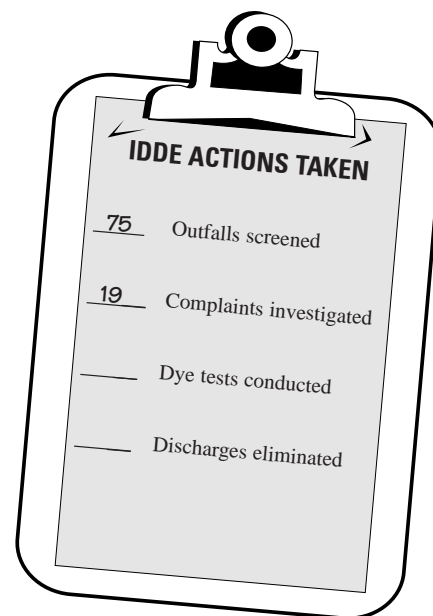 IDDE ACTIONS TAKEN
75 Outfalls screened
19 Complaints investigated
Dye tests conducted
Discharges eliminated